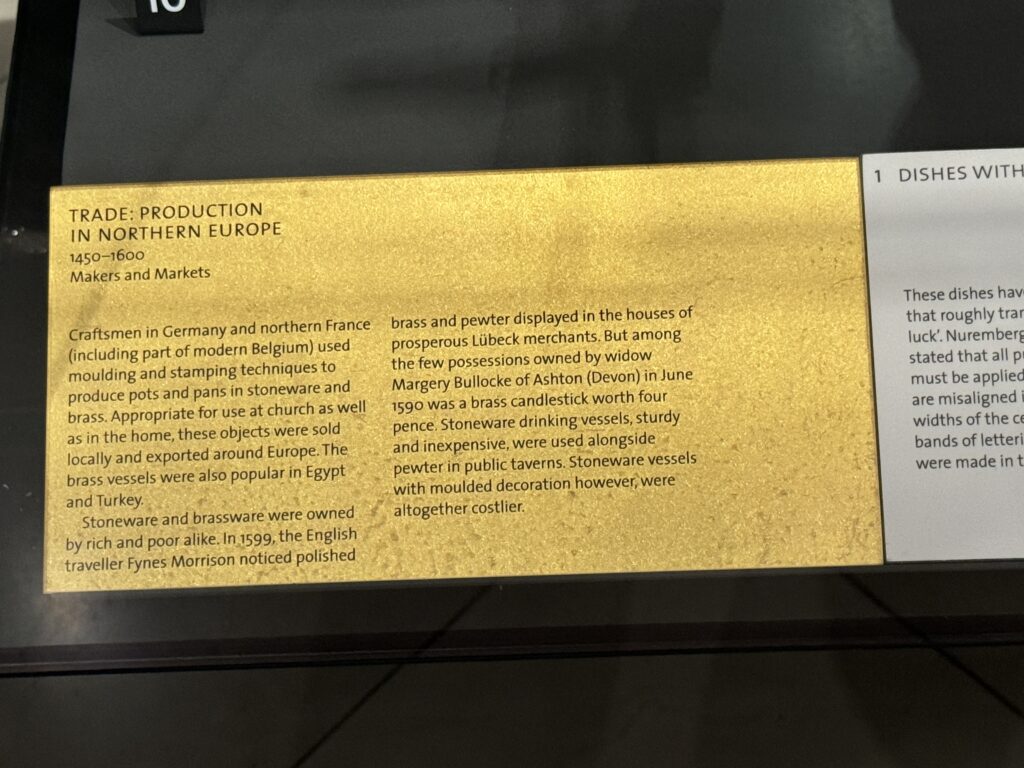 10
TRADE: PRODUCTION
IN NORTHERN EUROPE
1450–1600
Makers and Markets
Craftsmen in Germany and northern France
(including part of modern Belgium) used
moulding and stamping techniques to
produce pots and pans in stoneware and
brass. Appropriate for use at church as well
as in the home, these objects were sold
locally and exported around Europe. The
brass vessels were also popular in Egypt
and Turkey.
Stoneware and brassware were owned
by rich and poor alike. In 1599, the English
traveller Fynes Morrison noticed polished
brass and pewter displayed in the houses of
prosperous Lübeck merchants. But among
the few possessions owned by widow
Margery Bullocke of Ashton (Devon) in June
1590 was a brass candlestick worth four
pence. Stoneware drinking vessels, sturdy
and inexpensive, were used alongside
pewter in public taverns. Stoneware vessels
with moulded decoration however, were
altogether costlier.
1 DISHES WITH
These dishes
that roughly
luck’. Nuremberg
stated that all
must be applied
are misaligned
widths of the
bands of
were made in